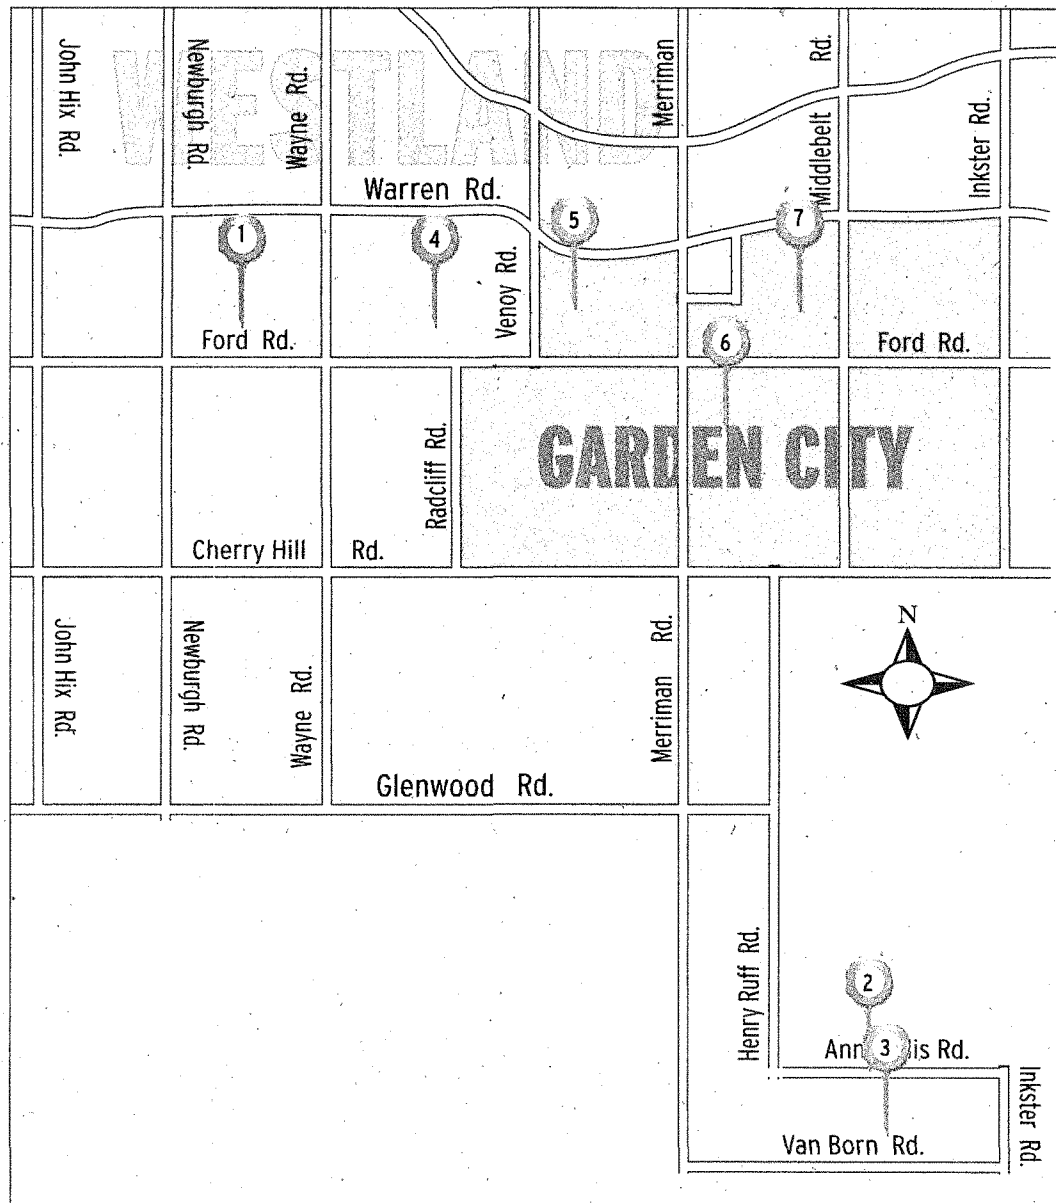 John Hix Rd.
WESTLAND
Newburgh Rd.
Wayne Rd.
Merriman
Middlebelt Rd.
Inkster Rd.
Warren Rd.
1
4
5
7
Venoy Rd.
Ford Rd.
6
Ford Rd.
Radcliff Rd.
GARDEN CITY
Cherry Hill Rd.
John Hix Rd.
Newburgh Rd.
Wayne Rd.
Merriman Rd.
N
Glenwood Rd.
Henry Ruff Rd.
2
3
Rd.
Inkster Rd.
Van Born Rd.